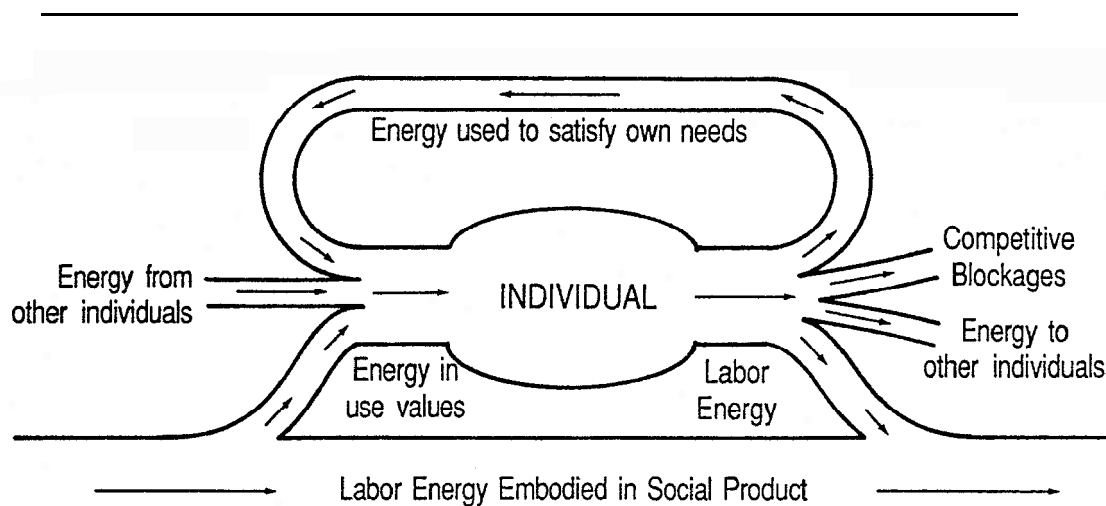 Energy used to satisfy own needs
Energy from
other individuals
INDIVIDUAL
Competitive
Blockages
Energy to
other individuals
Energy in
use values
Labor
Energy
Labor Energy Embodied in Social Product